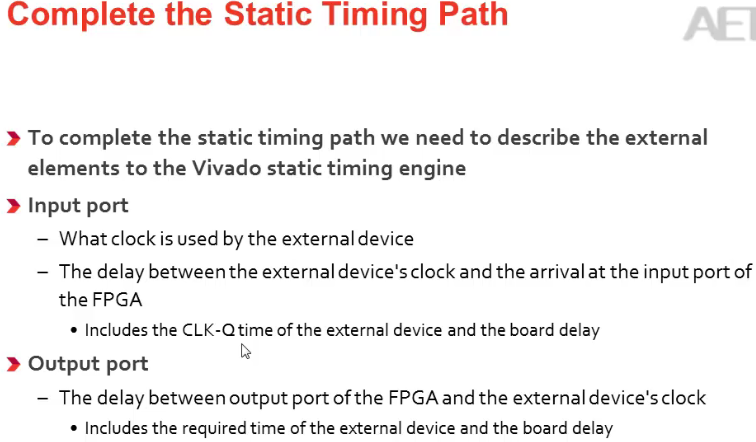 Complete the Static Timing Path
To complete the static timing path we need to describe the external
elements to the Vivado static timing engine
Input port
– What clock is used by the external device
– The delay between the external device's clock and the arrival at the input port of
the FPGA
• Includes the CLK-Q time of the external device and the board delay
Output port
– The delay between output port of the FPGA and the external device's clock
• Includes the required time of the external device and the board delay